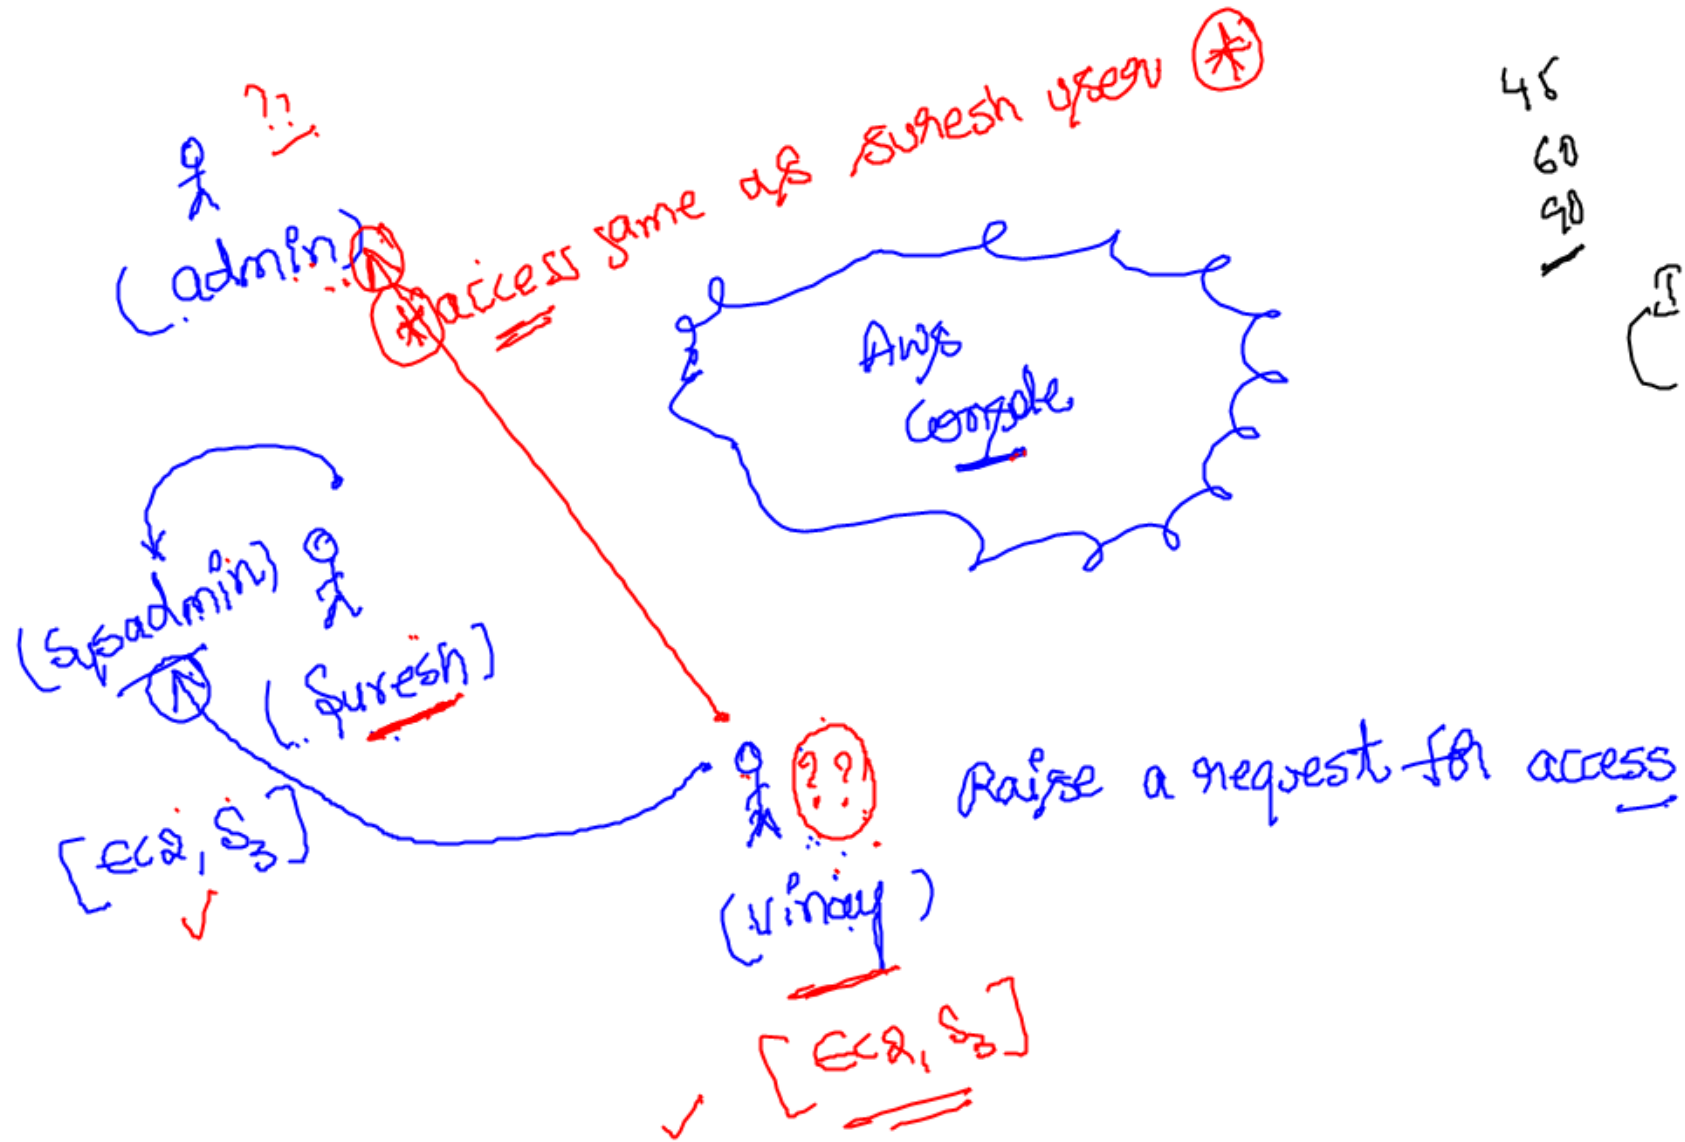 ??
access same as suresh user *
45
60
90
(admin)
*
Aws
Console
(Sysadmin)
(Suresh)
??
Raise a request for access
[EC2, S3]
(Vinay)
[EC2, S3]